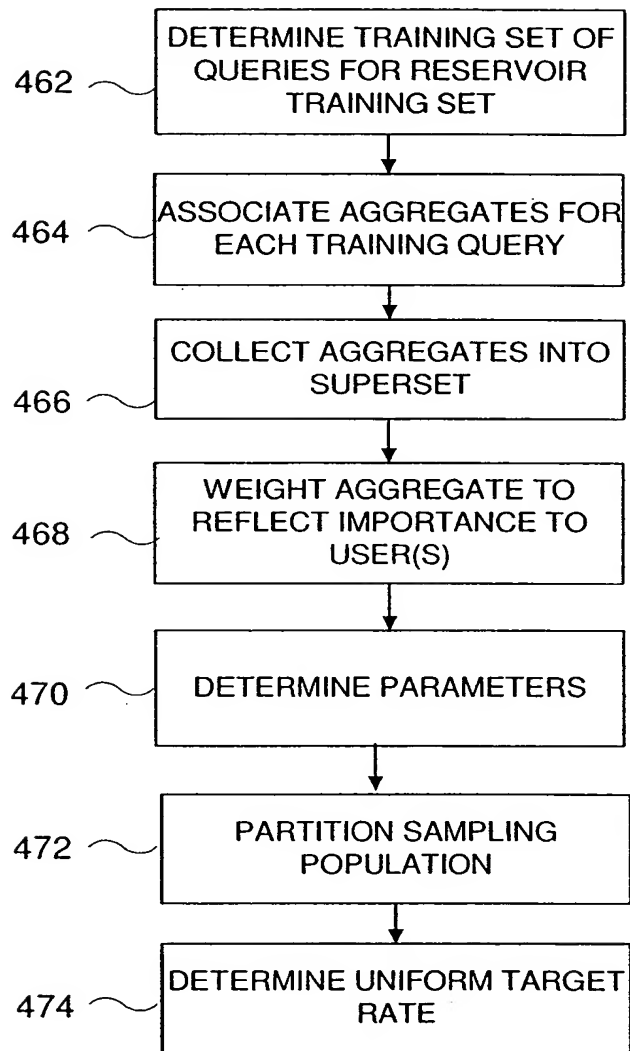 DETERMINE TRAINING SET OF
QUERIES FOR RESERVOIR
TRAINING SET
462
ASSOCIATE AGGREGATES FOR
EACH TRAINING QUERY
464
COLLECT AGGREGATES INTO
SUPERSET
466
WEIGHT AGGREGATE TO
REFLECT IMPORTANCE TO
USER(S)
468
DETERMINE PARAMETERS
470
PARTITION SAMPLING
POPULATION
472
DETERMINE UNIFORM TARGET
RATE
474